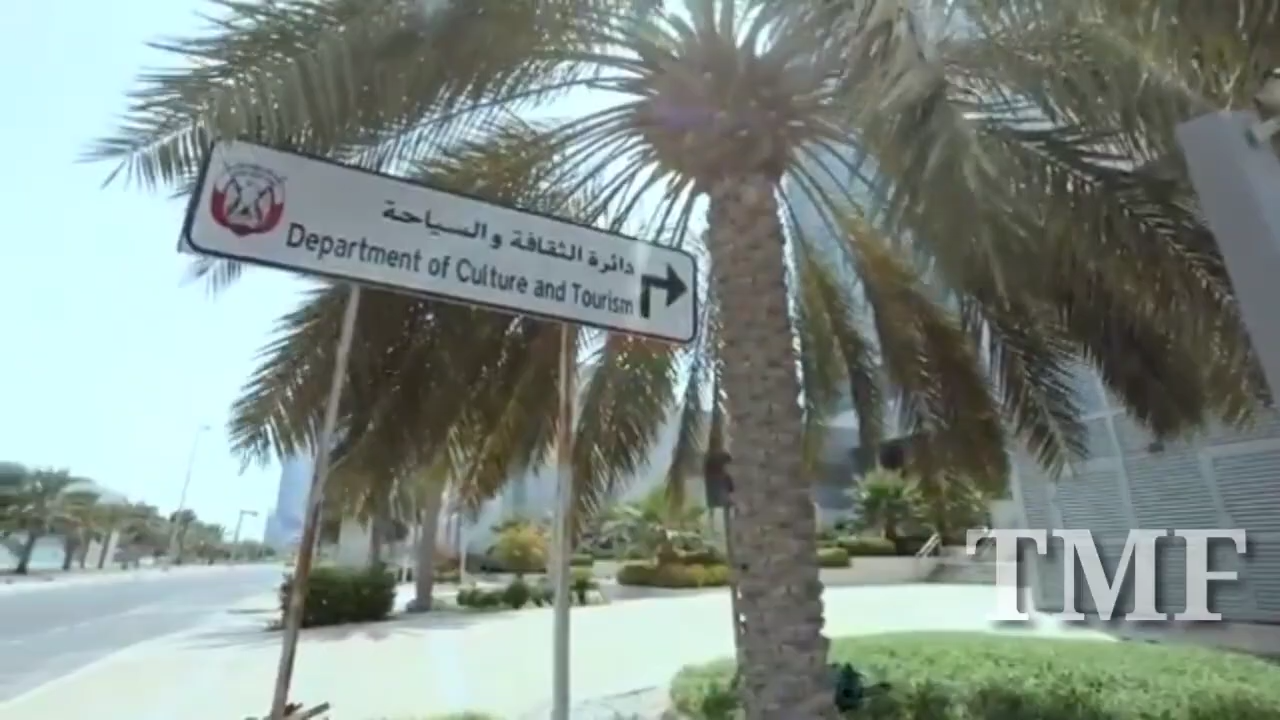 دائرة الثقافة والسياحة
Department of Culture and Tourism
TMF